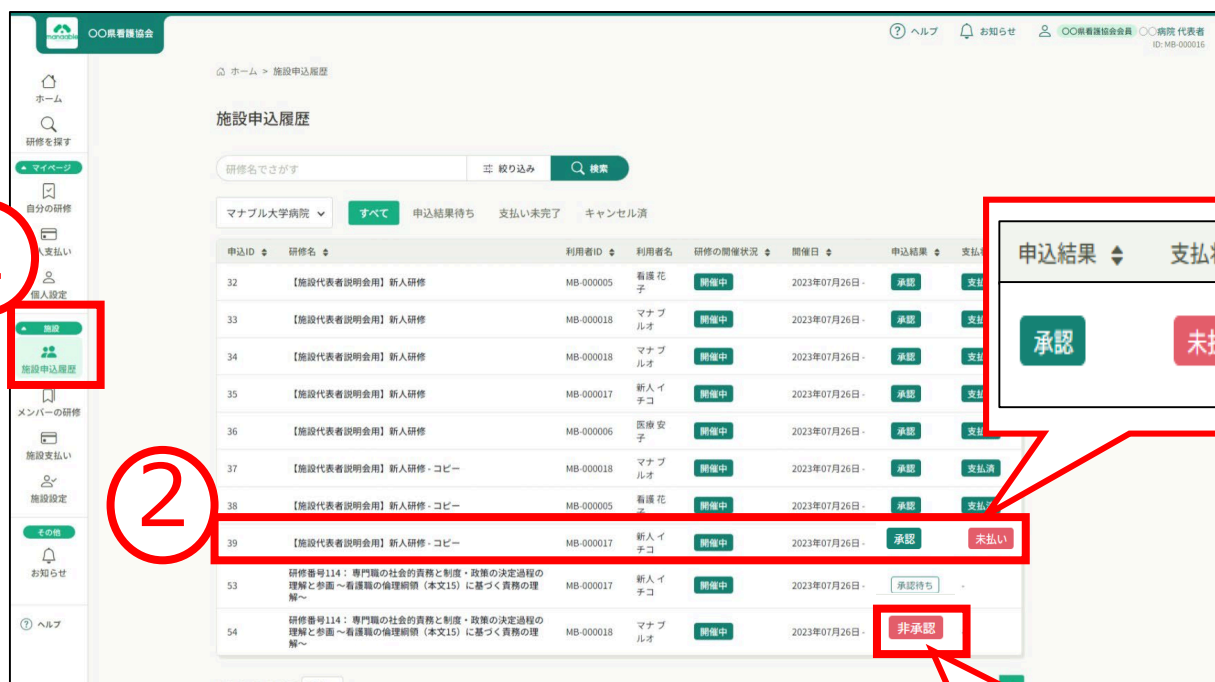 manaable
〇〇県看護協会
ヘルプ
お知らせ
〇〇県看護協会会員
〇〇病院 代表者
ID: MB-000016
ホーム
研修を探す
マイページ
自分の研修
人支払い
個人設定
施設
施設申込履歴
メンバーの研修
施設支払い
施設設定
その他
お知らせ
ヘルプ
ホーム > 施設申込履歴
施設申込履歴
研修名でさがす 絞り込み 検索
マナブル大学病院 すべて 申込結果待ち 支払い未完了 キャンセル済
申込ID 研修名 利用者ID 利用者名 研修の開催状況 開催日 申込結果
32 【施設代表者説明会用】新人研修 MB-000005 看護 花子 開催中 2023年07月26日 - 承認
33 【施設代表者説明会用】新人研修 MB-000018 マナブルオ 開催中 2023年07月26日 - 承認
34 【施設代表者説明会用】新人研修 MB-000018 マナブルオ 開催中 2023年07月26日 - 承認
35 【施設代表者説明会用】新人研修 MB-000017 新人 イチコ 開催中 2023年07月26日 - 承認
36 【施設代表者説明会用】新人研修 MB-000006 医療 安子 開催中 2023年07月26日 - 承認
37 【施設代表者説明会用】新人研修 - コピー MB-000018 マナブルオ 開催中 2023年07月26日 - 承認 支払済
38 【施設代表者説明会用】新人研修 - コピー MB-000005 看護 花子 開催中 2023年07月26日 - 承認
②
39 【施設代表者説明会用】新人研修 - コピー MB-000017 新人 イチコ 開催中 2023年07月26日 - 承認 未払い
53 研修番号114： 専門職の社会的責務と制度・政策の決定過程の
理解と参画 ～看護職の倫理綱領（本文15）に基づく責務の理
解～ MB-000017 新人 イチコ 開催中 2023年07月26日 - 承認待ち -
54 研修番号114： 専門職の社会的責務と制度・政策の決定過程の
理解と参画 ～看護職の倫理綱領（本文15）に基づく責務の理
解～ MB-000018 マナブルオ 開催中 2023年07月26日 - 非承認
申込結果 支払
承認 未